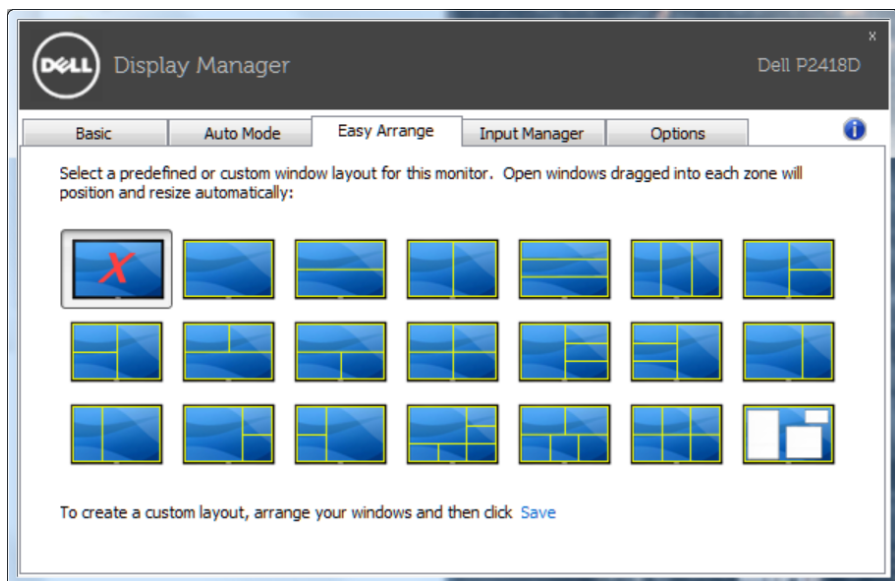 DELL
Display Manager
Dell P2418D
x
Basic
Auto Mode
Easy Arrange
Input Manager
Options
i
Select a predefined or custom window layout for this monitor. Open windows dragged into each zone will
position and resize automatically:
X
To create a custom layout, arrange your windows and then click Save